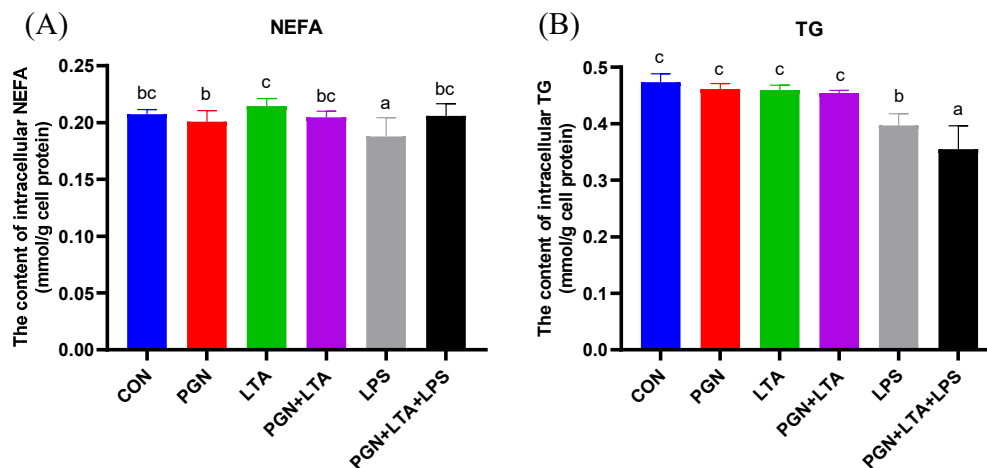 (A)
NEFA
The content of intracellular NEFA
(mmol/g cell protein)
0.25
0.20
0.15
0.10
0.05
0.00
bc
b
c
bc
a
bc
CON
PGN
LTA
PGN+LTA
LPS
PGN+LTA+LPS
(B)
TG
The content of intracellular TG
(mmol/g cell protein)
0.5
0.4
0.3
0.2
0.1
0.0
c
c
c
c
b
a
CON
PGN
LTA
PGN+LTA
LPS
PGN+LTA+LPS